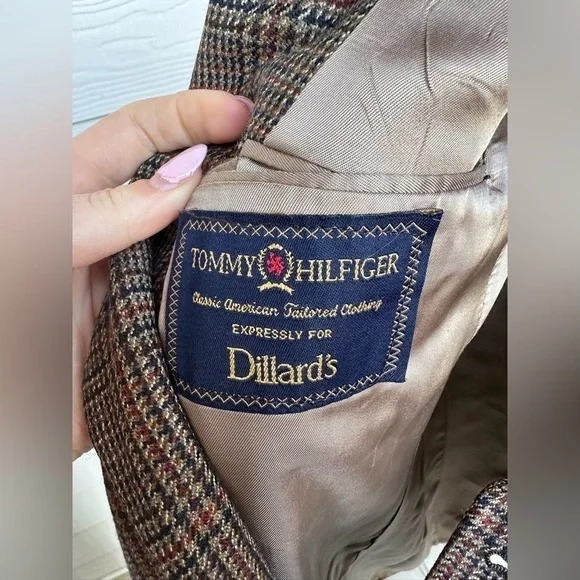 TOMMY HILFIGER
Classic American Tailored Clothing
EXPRESSLY FOR
Dillard's